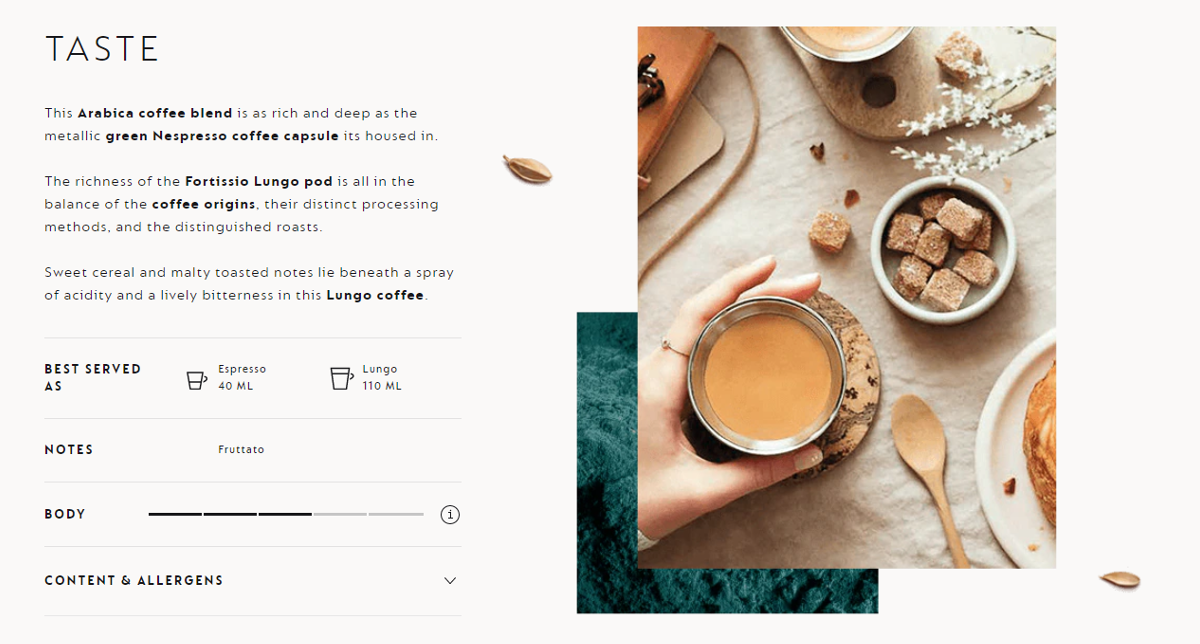 TASTE
This Arabica coffee blend is as rich and deep as the
metallic green Nespresso coffee capsule its housed in.
The richness of the Fortissio Lungo pod is all in the
balance of the coffee origins, their distinct processing
methods, and the distinguished roasts.
Sweet cereal and malty toasted notes lie beneath a spray
of acidity and a lively bitterness in this Lungo coffee.
BEST SERVED
AS
Espresso
40 ML
Lungo
110 ML
NOTES
Fruttato
BODY
CONTENT & ALLERGENS